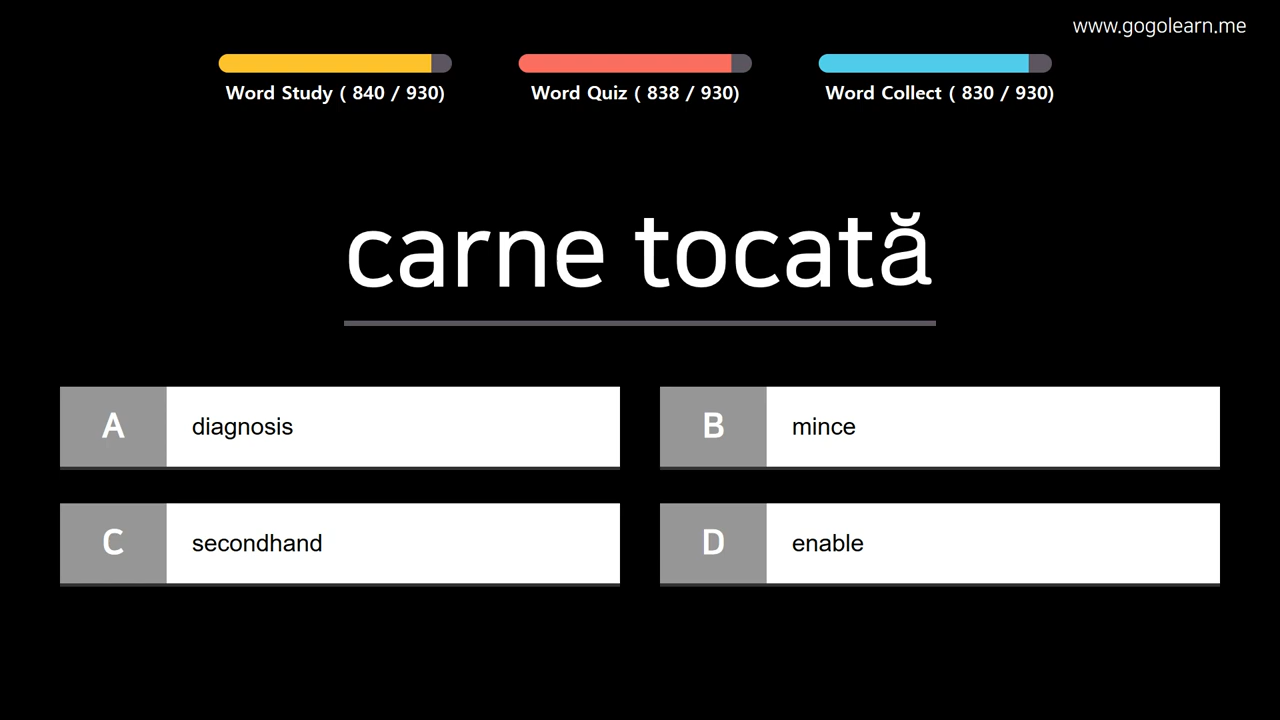 www.gogolearn.me
Word Study ( 840 / 930)
Word Quiz ( 838 / 930)
Word Collect ( 830 / 930)
carne tocată
A diagnosis
B mince
C secondhand
D enable